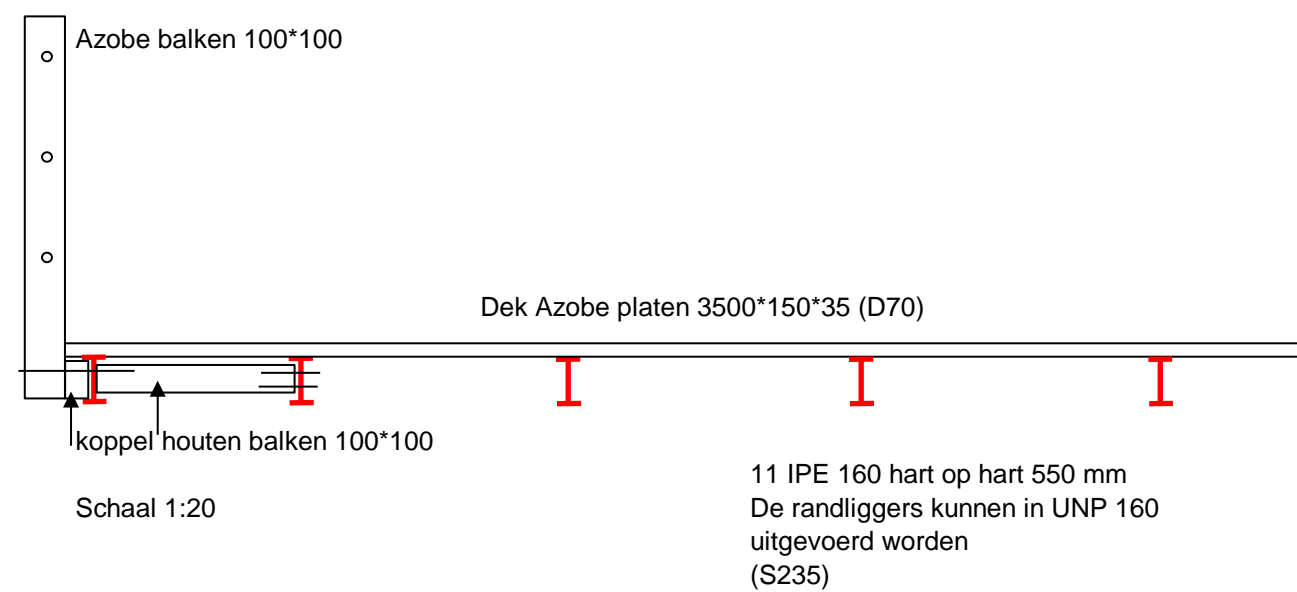 Azobe balken 100*100
Dek Azobe platen 3500*150*35 (D70)
koppel houten balken 100*100
Schaal 1:20
11 IPE 160 hart op hart 550 mm
De randliggers kunnen in UNP 160
uitgevoerd worden
(S235)